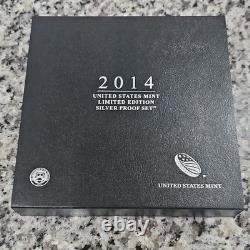 2014
UNITED STATES MINT
LIMITED EDITION
SILVER PROOF SET™
UNITED STATES MINT